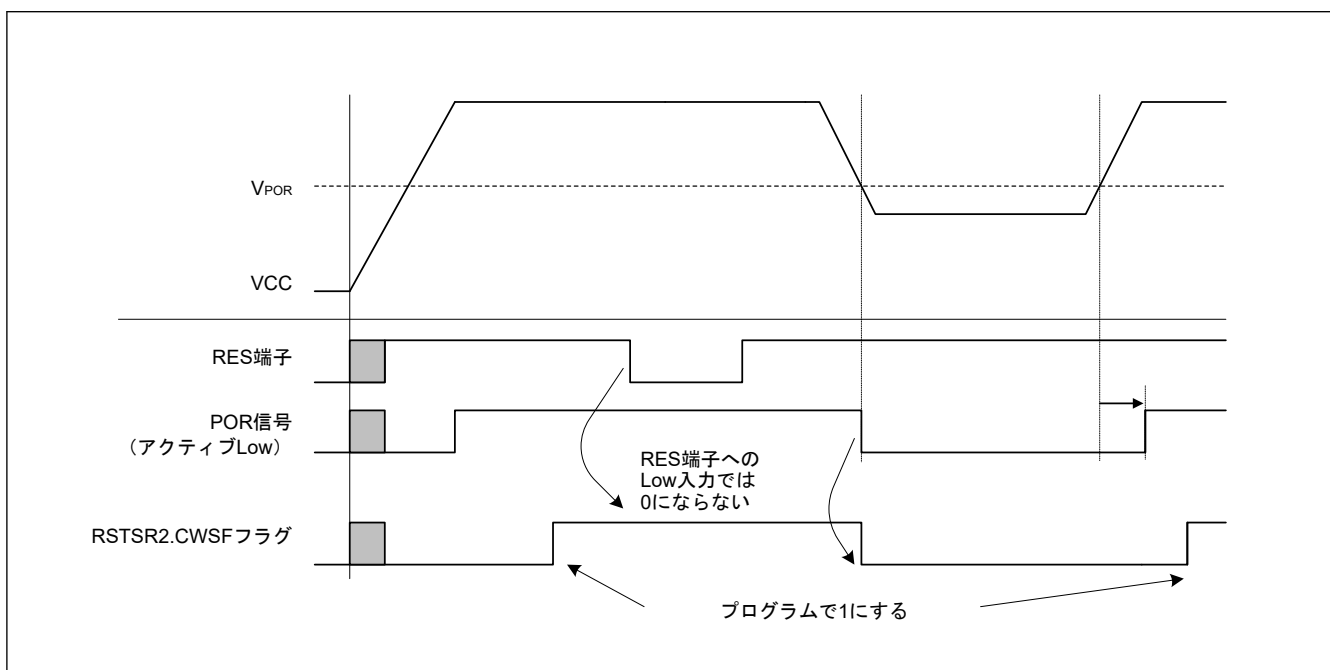 VPOR
VCC
RES端子
POR信号
（アクティブLow）
RES端子への
Low入力では
0にならない
RSTSR2.CWSFフラグ
プログラムで1にする